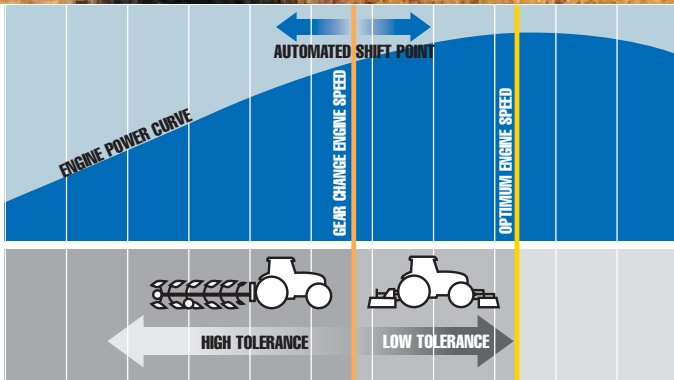 AUTOMATED SHIFT POINT
ENGINE POWER CURVE
GEAR CHANGE ENGINE SPEED
OPTIMUM ENGINE SPEED
HIGH TOLERANCE
LOW TOLERANCE